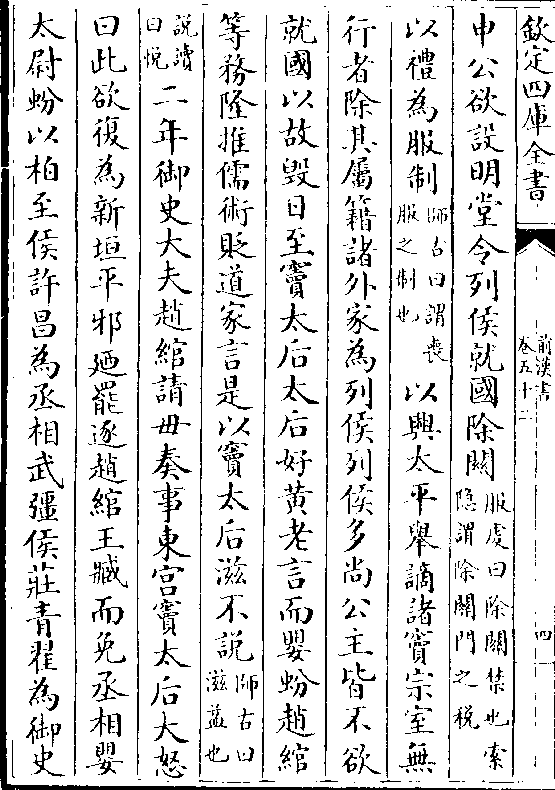 欽定四庫全書
前漢書
卷五十二
四
申公欲設明堂令列侯就國除關服䖍曰除關禁也索隐謂除關門之税
以禮為服制師古曰謂喪服之制也以興太平舉謫諸竇宗室無
行者除其屬籍諸外家為列侯列侯多尚公主皆不欲
就國以故毁日至竇太后太后好黄老言而嬰蚡趙綰
等務隆推儒術貶道家言是以竇太后滋不説師古曰滋益也
説讀曰悦二年御史大夫趙綰請毋奏事東宫竇太后大怒
曰此欲復為新垣平邪廼罷逐趙綰王臧而免丞相嬰
太尉蚡以柏至侯許昌為丞相武彊侯莊青翟為御史